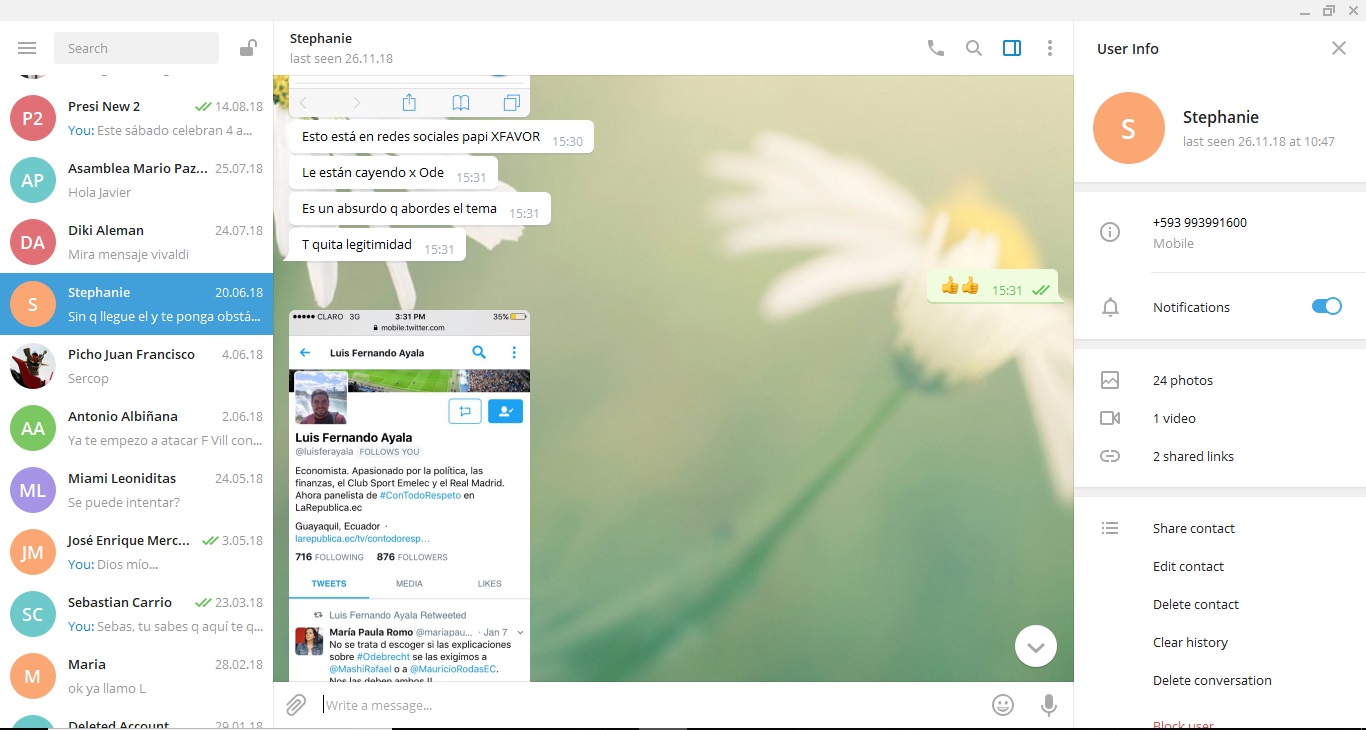 Search
Presi New 2
14.08.18
You: Este sábado celebran 4 a...
P2
Asamblea Mario Paz...
25.07.18
Hola Javier
AP
Diki Aleman
24.07.18
Mira mensaje vivaldi
DA
Stephanie
20.06.18
Sin q llegue el y te ponga obstá...
S
Picho Juan Francisco
4.06.18
Sercop
Antonio Albiñana
2.06.18
Ya te empezo a atacar F Vill con...
AA
Miami Leoniditas
24.05.18
Se puede intentar?
ML
José Enrique Merc...
3.05.18
You: Dios mío...
JM
Sebastian Carrio
23.03.18
You: Sebas, tu sabes q aquí te q...
SC
Maria
28.02.18
ok ya llamo L
M
Deleted Account
29.01.18
Stephanie
last seen 26.11.18
Esto está en redes sociales papi XFAVOR 15:30
Le están cayendo x Ode 15:31
Es un absurdo q abordes el tema 15:31
T quita legitimidad 15:31
👍👍 15:31
CLARO 3G 3:31 PM 35%
mobile.twitter.com
Luis Fernando Ayala
Luis Fernando Ayala
@luisferayala FOLLOWS YOU
Economista. Apasionado por la política, las
finanzas, el Club Sport Emelec y el Real Madrid.
Ahora panelista de #ConTodoRespeto en
LaRepublica.ec
Guayaquil, Ecuador ·
larepublica.ec/tv/contodoresp...
716 FOLLOWING 876 FOLLOWERS
TWEETS MEDIA LIKES
Luis Fernando Ayala Retweeted
María Paula Romo @mariapau... · Jan 7
No se trata d escoger si las explicaciones
sobre #Odebrecht se las exigimos a
@MashiRafael o a @MauricioRodasEC.
Nos las deben ambos !!
Write a message...
User Info
S
Stephanie
last seen 26.11.18 at 10:47
+593 993991600
Mobile
Notifications
24 photos
1 video
2 shared links
Share contact
Edit contact
Delete contact
Clear history
Delete conversation
Block user